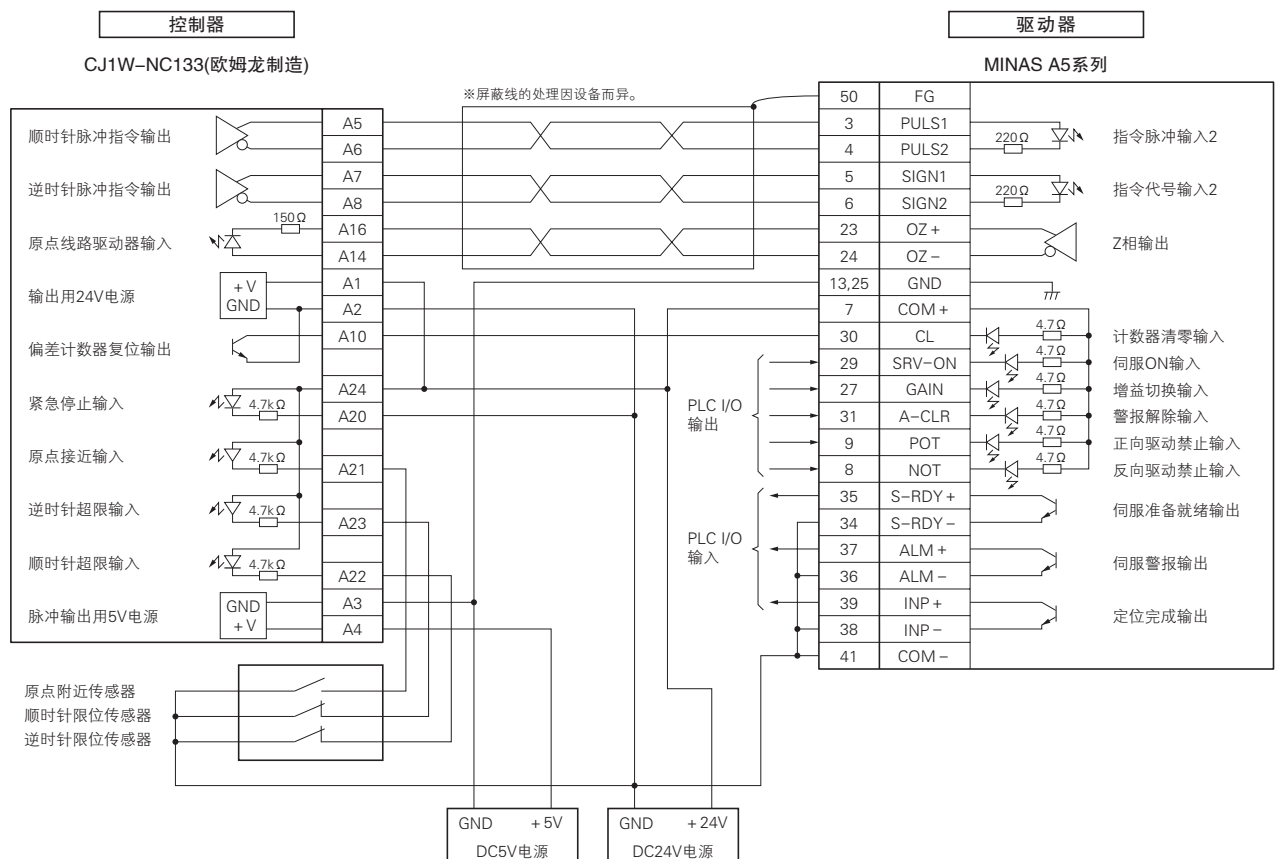 控制器
CJ1W-NC133(欧姆龙制造)
顺时针脉冲指令输出
逆时针脉冲指令输出
150Ω
原点线路驱动器输入
输出用24V电源
+V
GND
偏差计数器复位输出
紧急停止输入
4.7kΩ
原点接近输入
4.7kΩ
逆时针超限输入
4.7kΩ
顺时针超限输入
4.7kΩ
脉冲输出用5V电源
GND
+V
A5
A6
A7
A8
A16
A14
A1
A2
A10
A24
A20
A21
A23
A22
A3
A4
原点附近传感器
顺时针限位传感器
逆时针限位传感器
※屏蔽线的处理因设备而异。
PLC I/O
输出
PLC I/O
输入
GND +5V
DC5V电源
GND +24V
DC24V电源
驱动器
MINAS A5系列
50 FG
3 PULS1
4 PULS2
5 SIGN1
6 SIGN2
23 OZ+
24 OZ-
13,25 GND
7 COM+
30 CL
29 SRV-ON
27 GAIN
31 A-CLR
9 POT
8 NOT
35 S-RDY+
34 S-RDY-
37 ALM+
36 ALM-
39 INP+
38 INP-
41 COM-
220Ω
指令脉冲输入2
220Ω
指令代号输入2
Z相输出
4.7Ω
计数器清零输入
4.7Ω
伺服ON输入
4.7Ω
增益切换输入
4.7Ω
警报解除输入
4.7Ω
正向驱动禁止输入
4.7Ω
反向驱动禁止输入
伺服准备就绪输出
伺服警报输出
定位完成输出